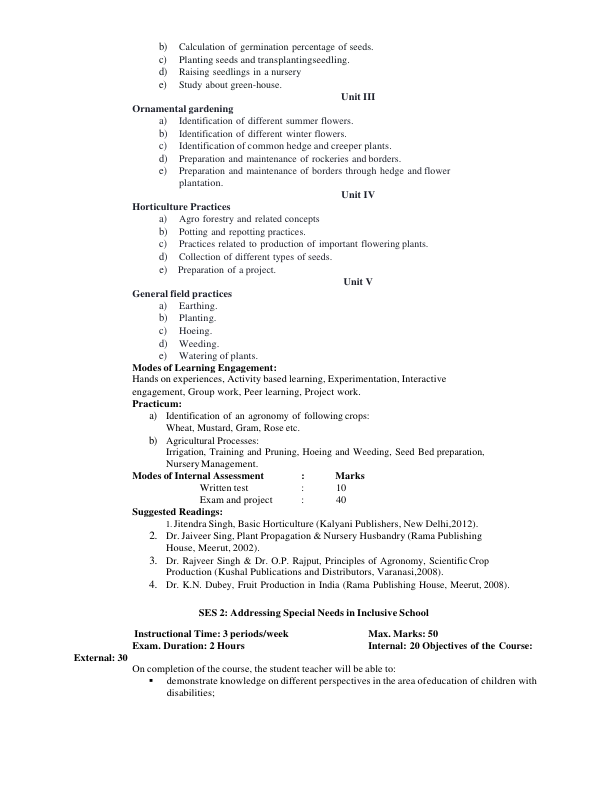 b) Calculation of germination percentage of seeds.
c) Planting seeds and transplantingseedling.
d) Raising seedlings in a nursery
e) Study about green-house.
Unit III
Ornamental gardening
a) Identification of different summer flowers.
b) Identification of different winter flowers.
c) Identification of common hedge and creeper plants.
d) Preparation and maintenance of rockeries and borders.
e) Preparation and maintenance of borders through hedge and flower
plantation.
Unit IV
Horticulture Practices
a) Agro forestry and related concepts
b) Potting and repotting practices.
c) Practices related to production of important flowering plants.
d) Collection of different types of seeds.
e) Preparation of a project.
Unit V
General field practices
a) Earthing.
b) Planting.
c) Hoeing.
d) Weeding.
e) Watering of plants.
Modes of Learning Engagement:
Hands on experiences, Activity based learning, Experimentation, Interactive
engagement, Group work, Peer learning, Project work.
Practicum:
a) Identification of an agronomy of following crops:
Wheat, Mustard, Gram, Rose etc.
b) Agricultural Processes:
Irrigation, Training and Pruning, Hoeing and Weeding, Seed Bed preparation,
Nursery Management.
Modes of Internal Assessment : Marks
Written test : 10
Exam and project : 40
Suggested Readings:
1. Jitendra Singh, Basic Horticulture (Kalyani Publishers, New Delhi,2012).
2. Dr. Jaiveer Sing, Plant Propagation & Nursery Husbandry (Rama Publishing
House, Meerut, 2002).
3. Dr. Rajveer Singh & Dr. O.P. Rajput, Principles of Agronomy, Scientific Crop
Production (Kushal Publications and Distributors, Varanasi,2008).
4. Dr. K.N. Dubey, Fruit Production in India (Rama Publishing House, Meerut, 2008).
SES 2: Addressing Special Needs in Inclusive School
Instructional Time: 3 periods/week Max. Marks: 50
Exam. Duration: 2 Hours Internal: 20 Objectives of the Course:
External: 30
On completion of the course, the student teacher will be able to:
▪ demonstrate knowledge on different perspectives in the area ofeducation of children with
disabilities;